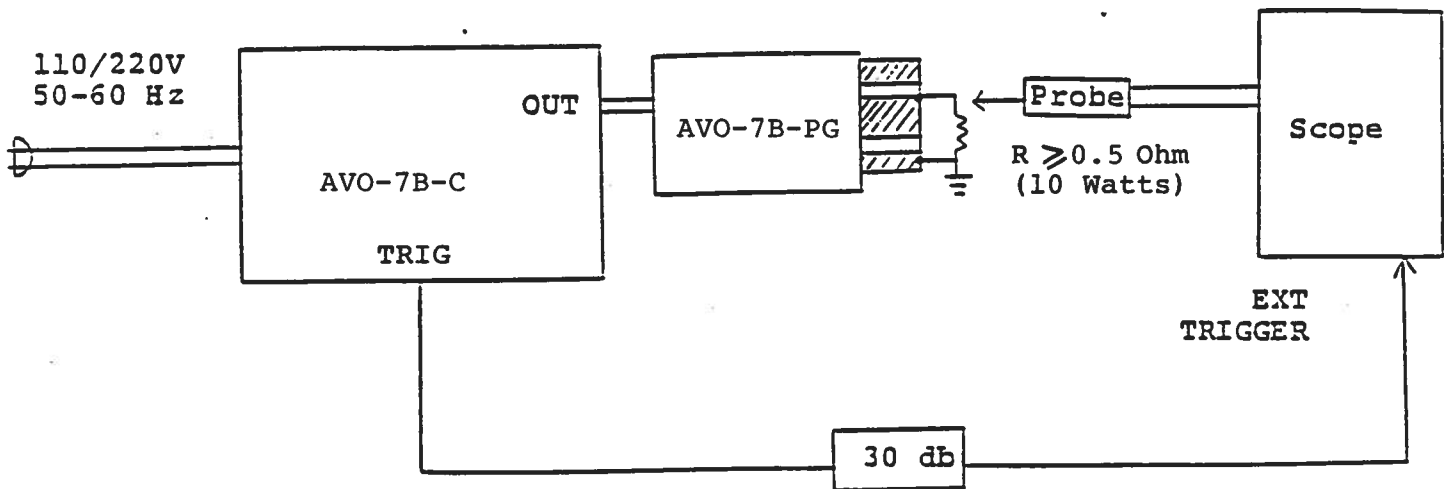 110/220V
50-60 Hz
OUT
AVO-7B-C
TRIG
AVO-7B-PG
Probe
R ⩾ 0.5 Ohm
(10 Watts)
Scope
EXT
TRIGGER
30 db